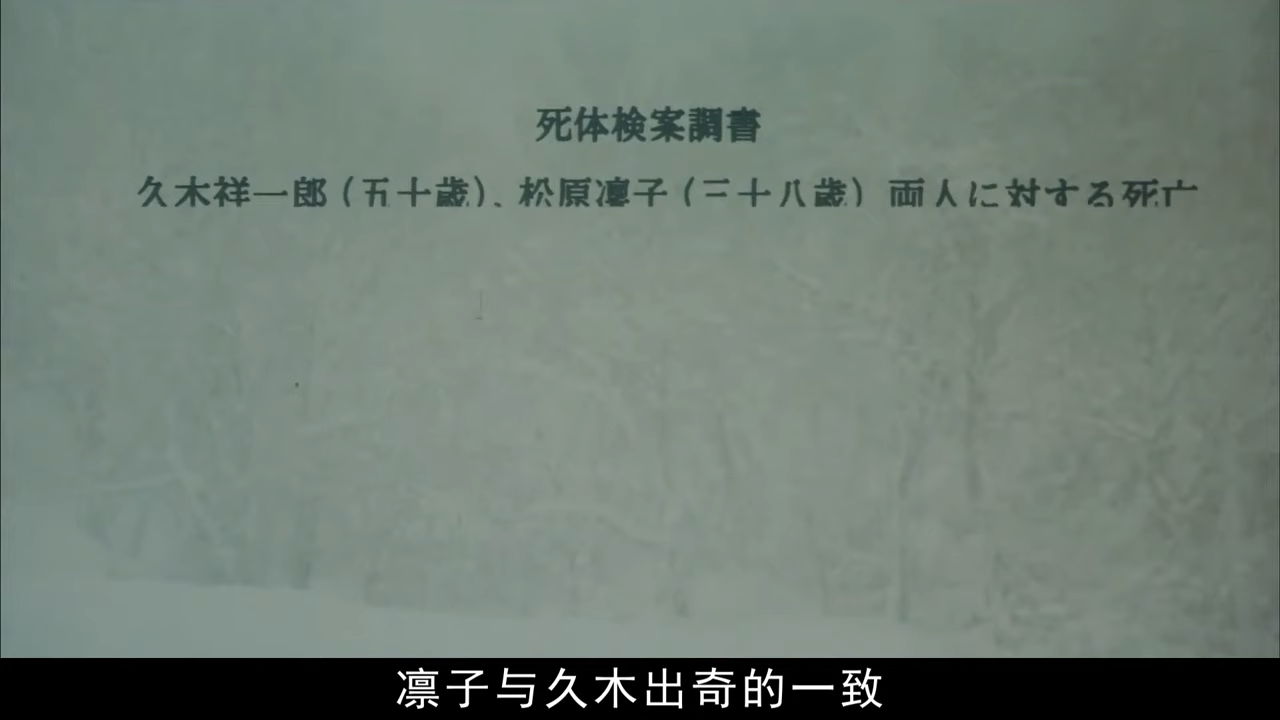 死体検案調書
久木祥一郎(五十歳)、松原凛子(三十八歳)両人に対する死亡
凛子与久木出奇的一致